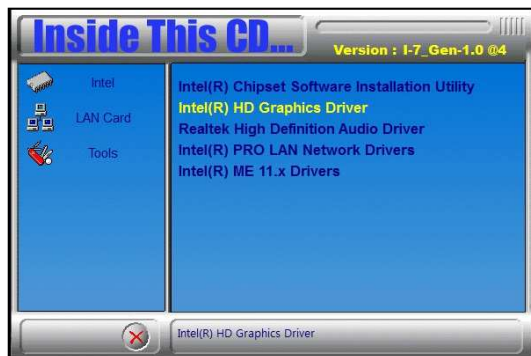 Inside This CD...
Version : I-7_Gen-1.0 @4
Intel
LAN Card
Tools
Intel(R) Chipset Software Installation Utility
Intel(R) HD Graphics Driver
Realtek High Definition Audio Driver
Intel(R) PRO LAN Network Drivers
Intel(R) ME 11.x Drivers
Intel(R) HD Graphics Driver